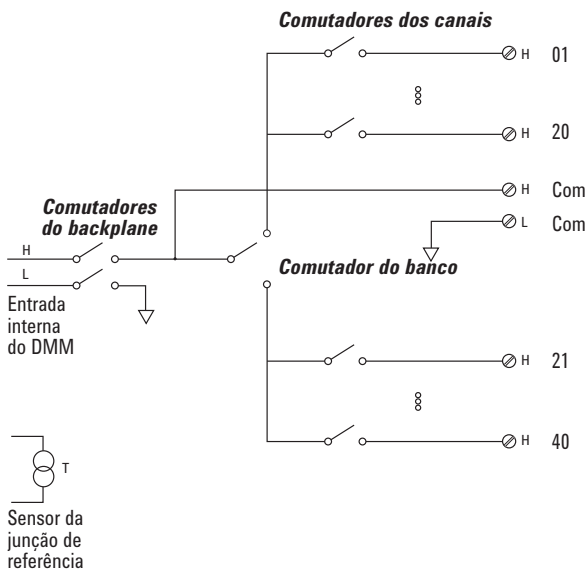 Comutadores dos canais
H 01
H 20
H Com
L Com
Comutadores
do backplane
H
L
Entrada
interna
do DMM
Comutador do banco
H 21
H 40
T
Sensor da
junção de
referência